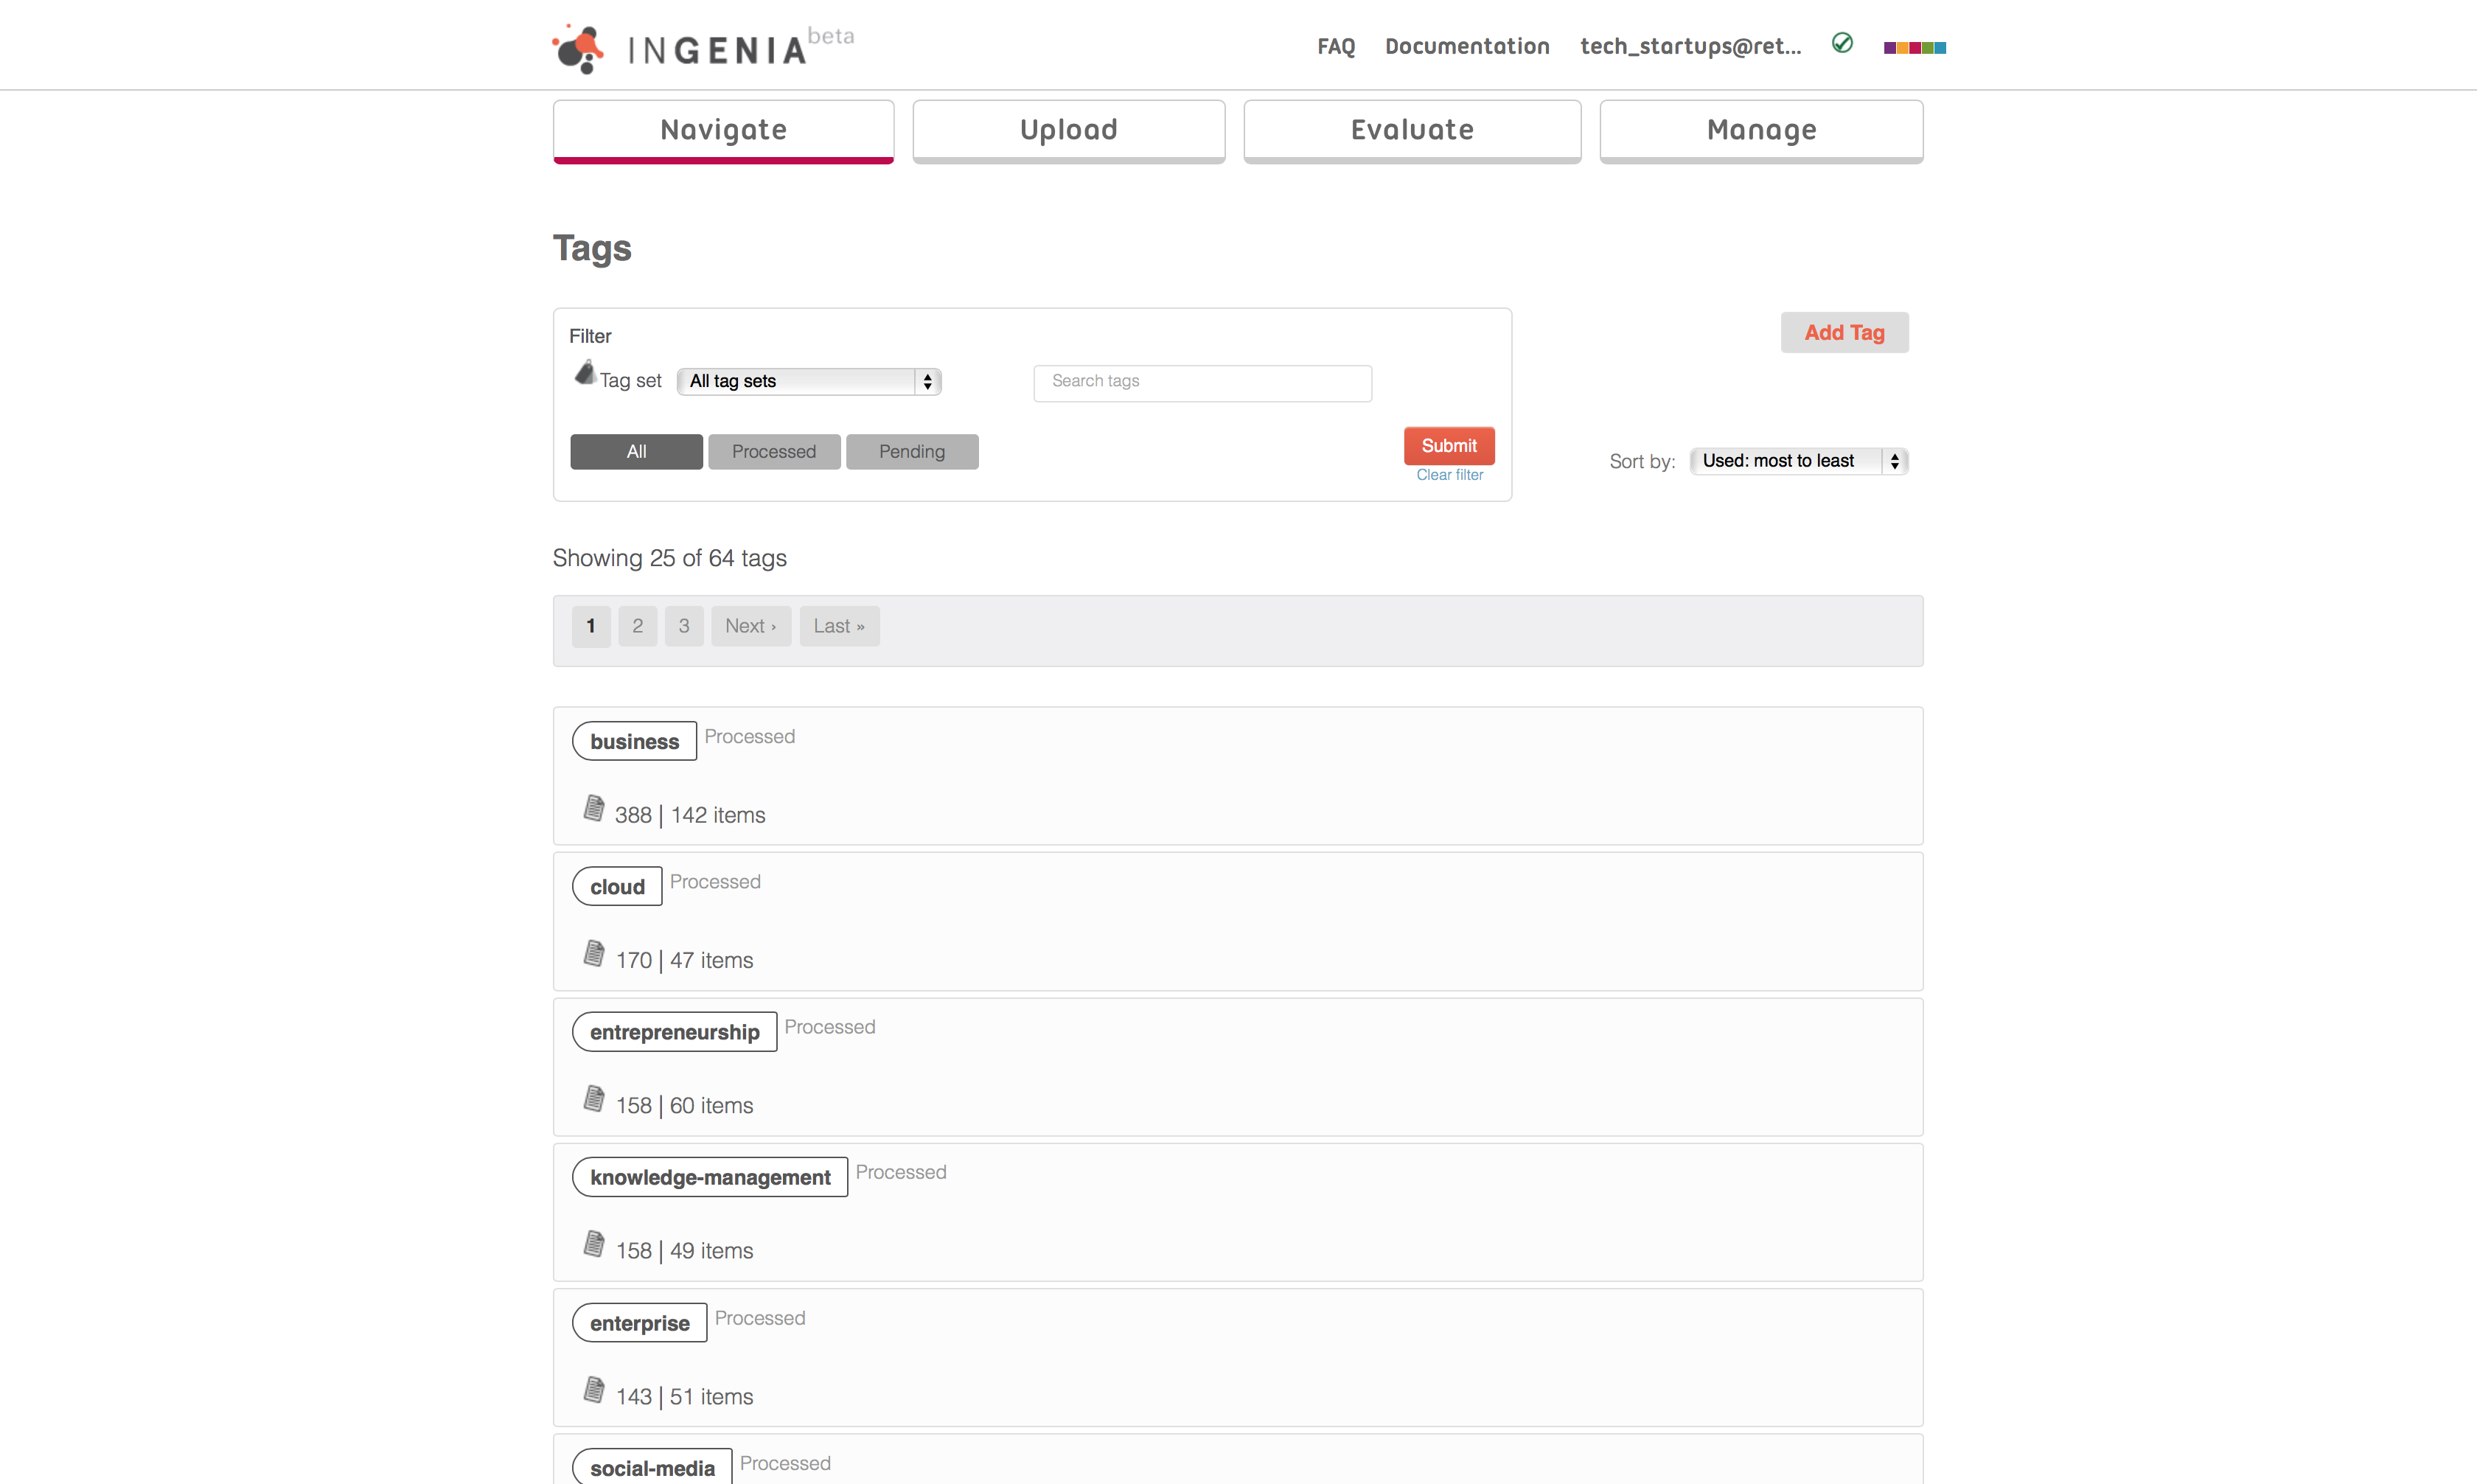 INGENIA beta
FAQ Documentation tech_startups@ret...
Navigate Upload Evaluate Manage
Tags
Filter
Add Tag
Tag set All tag sets Search tags
All Processed Pending
Submit
Clear filter
Sort by: Used: most to least
Showing 25 of 64 tags
1 2 3 Next › Last »
business Processed
388 | 142 items
cloud Processed
170 | 47 items
entrepreneurship Processed
158 | 60 items
knowledge-management Processed
158 | 49 items
enterprise Processed
143 | 51 items
social-media Processed